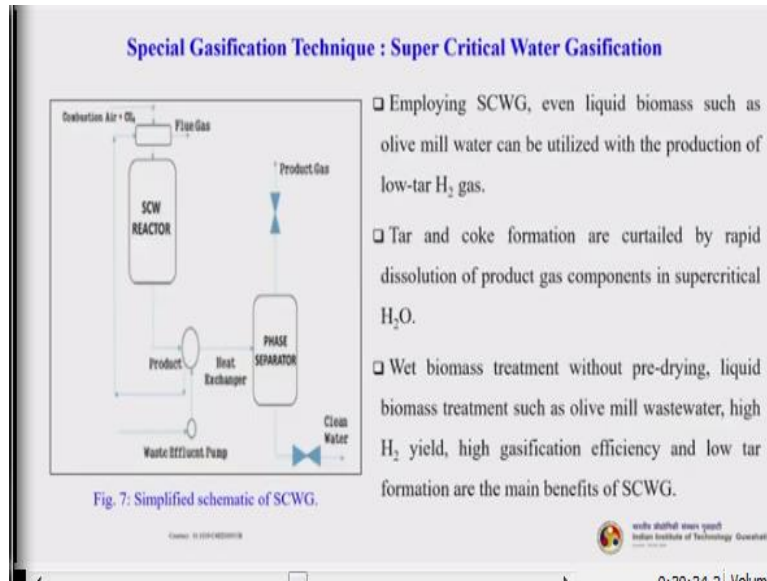 Special Gasification Technique : Super Critical Water Gasification
Combustion Air + CH₄
Flue Gas
Product Gas
SCW
REACTOR
PHASE
SEPARATOR
Product
Heat
Exchanger
Clean
Water
Waste Effluent Pump
Fig. 7: Simplified schematic of SCWG.
❑ Employing SCWG, even liquid biomass such as
olive mill water can be utilized with the production of
low-tar H₂ gas.
❑ Tar and coke formation are curtailed by rapid
dissolution of product gas components in supercritical
H₂O.
❑ Wet biomass treatment without pre-drying, liquid
biomass treatment such as olive mill wastewater, high
H₂ yield, high gasification efficiency and low tar
formation are the main benefits of SCWG.
भारतीय प्रौद्योगिकी संस्थान गुवाहाटी
Indian Institute of Technology Guwahati